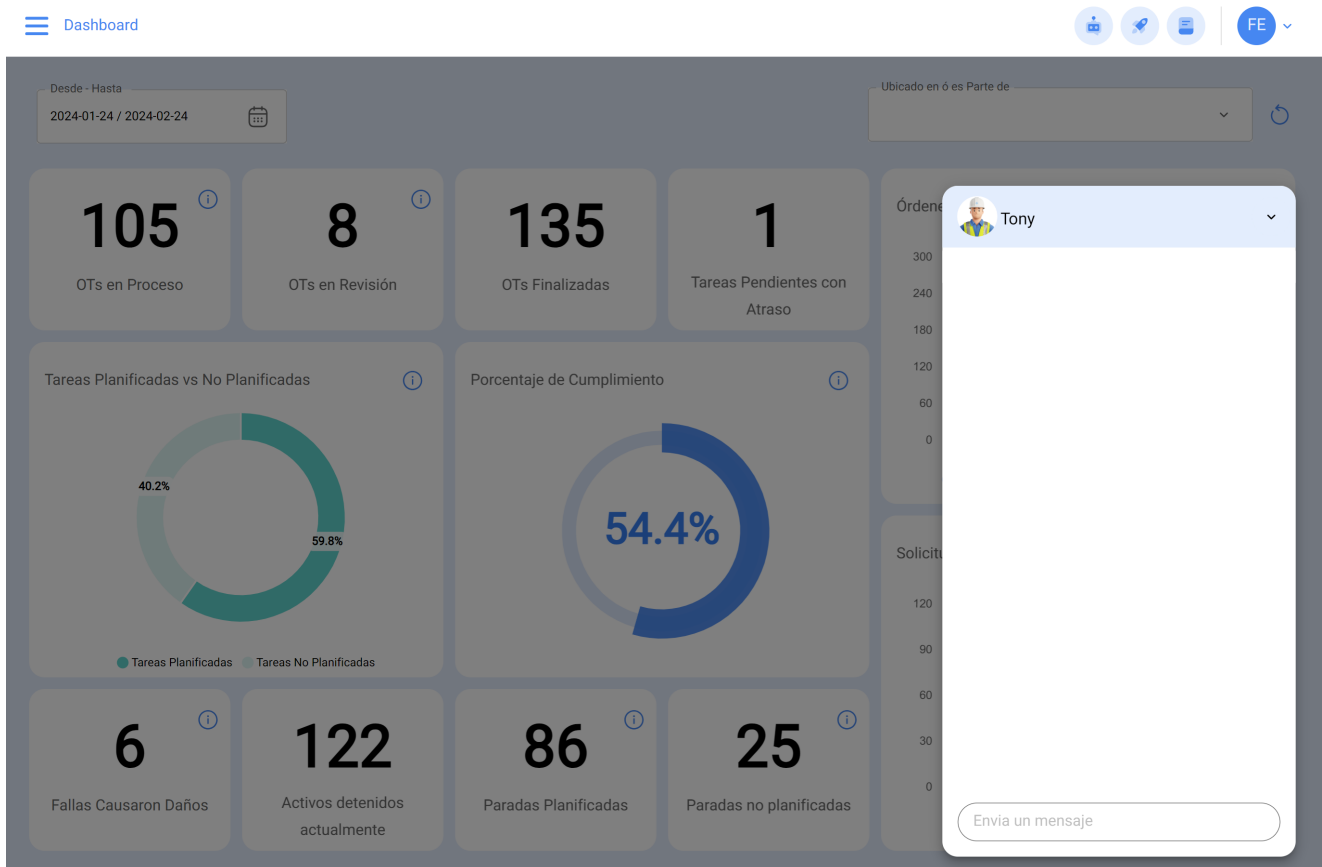 Dashboard
FE
Desde - Hasta
2024-01-24 / 2024-02-24
Ubicado en ó es Parte de
105
OTs en Proceso
8
OTs en Revisión
135
OTs Finalizadas
1
Tareas Pendientes con
Atraso
Tareas Planificadas vs No Planificadas
40.2%
59.8%
Tareas Planificadas
Tareas No Planificadas
Porcentaje de Cumplimiento
54.4%
6
Fallas Causaron Daños
122
Activos detenidos
actualmente
86
Paradas Planificadas
25
Paradas no planificadas
300
240
180
120
60
0
120
90
60
30
0
Tony
Envia un mensaje